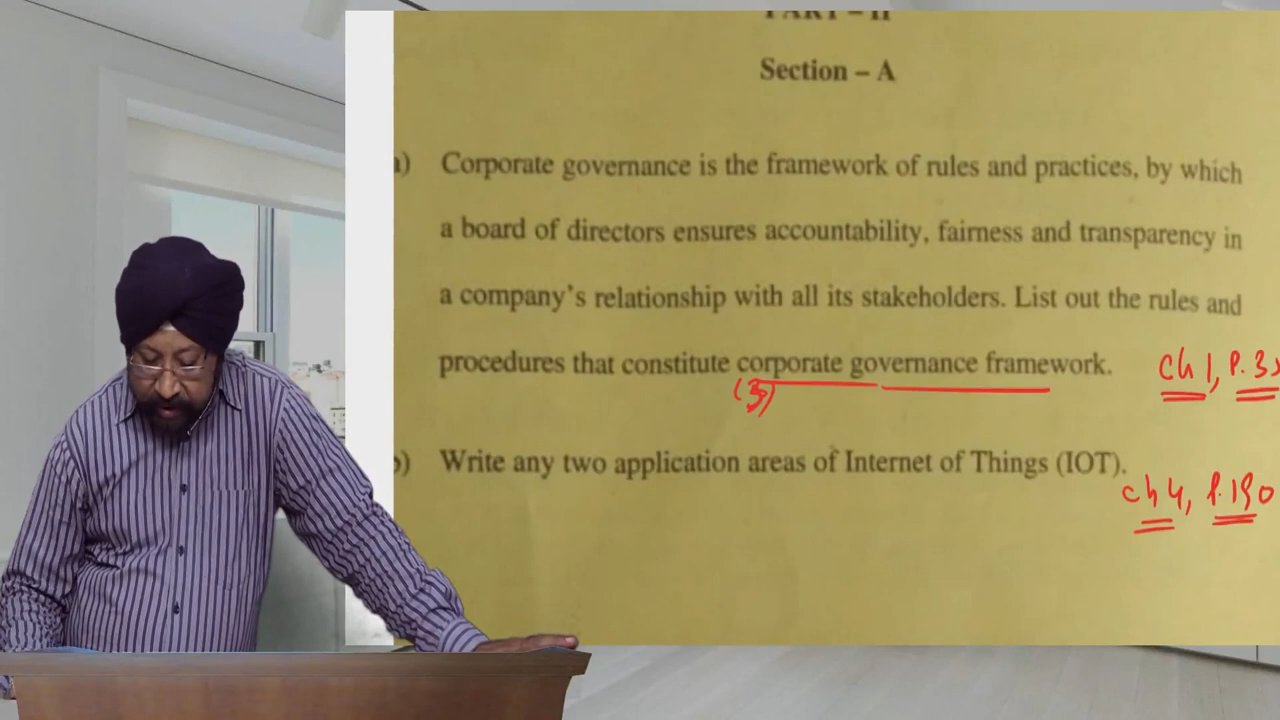 PART – II
Section – A
a) Corporate governance is the framework of rules and practices, by which
a board of directors ensures accountability, fairness and transparency in
a company's relationship with all its stakeholders. List out the rules and
procedures that constitute corporate governance framework. Ch 1, P.
(3)
b) Write any two application areas of Internet of Things (IOT).
Ch 4, P. 190